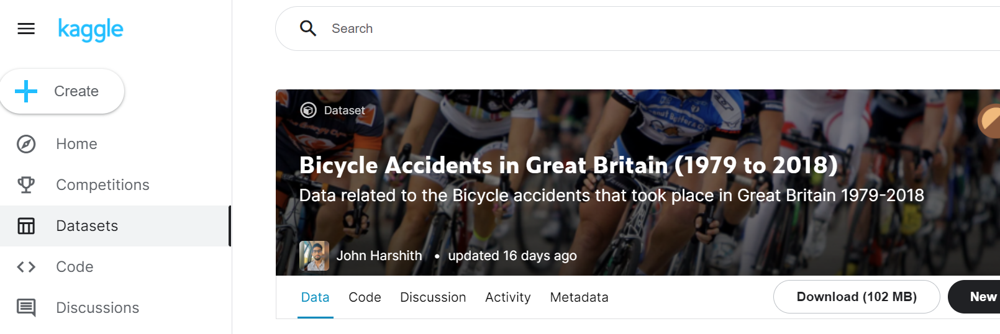 kaggle
Search
Create
Home
Competitions
Datasets
Code
Discussions
Dataset
Bicycle Accidents in Great Britain (1979 to 2018)
Data related to the Bicycle accidents that took place in Great Britain 1979-2018
John Harshith • updated 16 days ago
Data Code Discussion Activity Metadata Download (102 MB) New